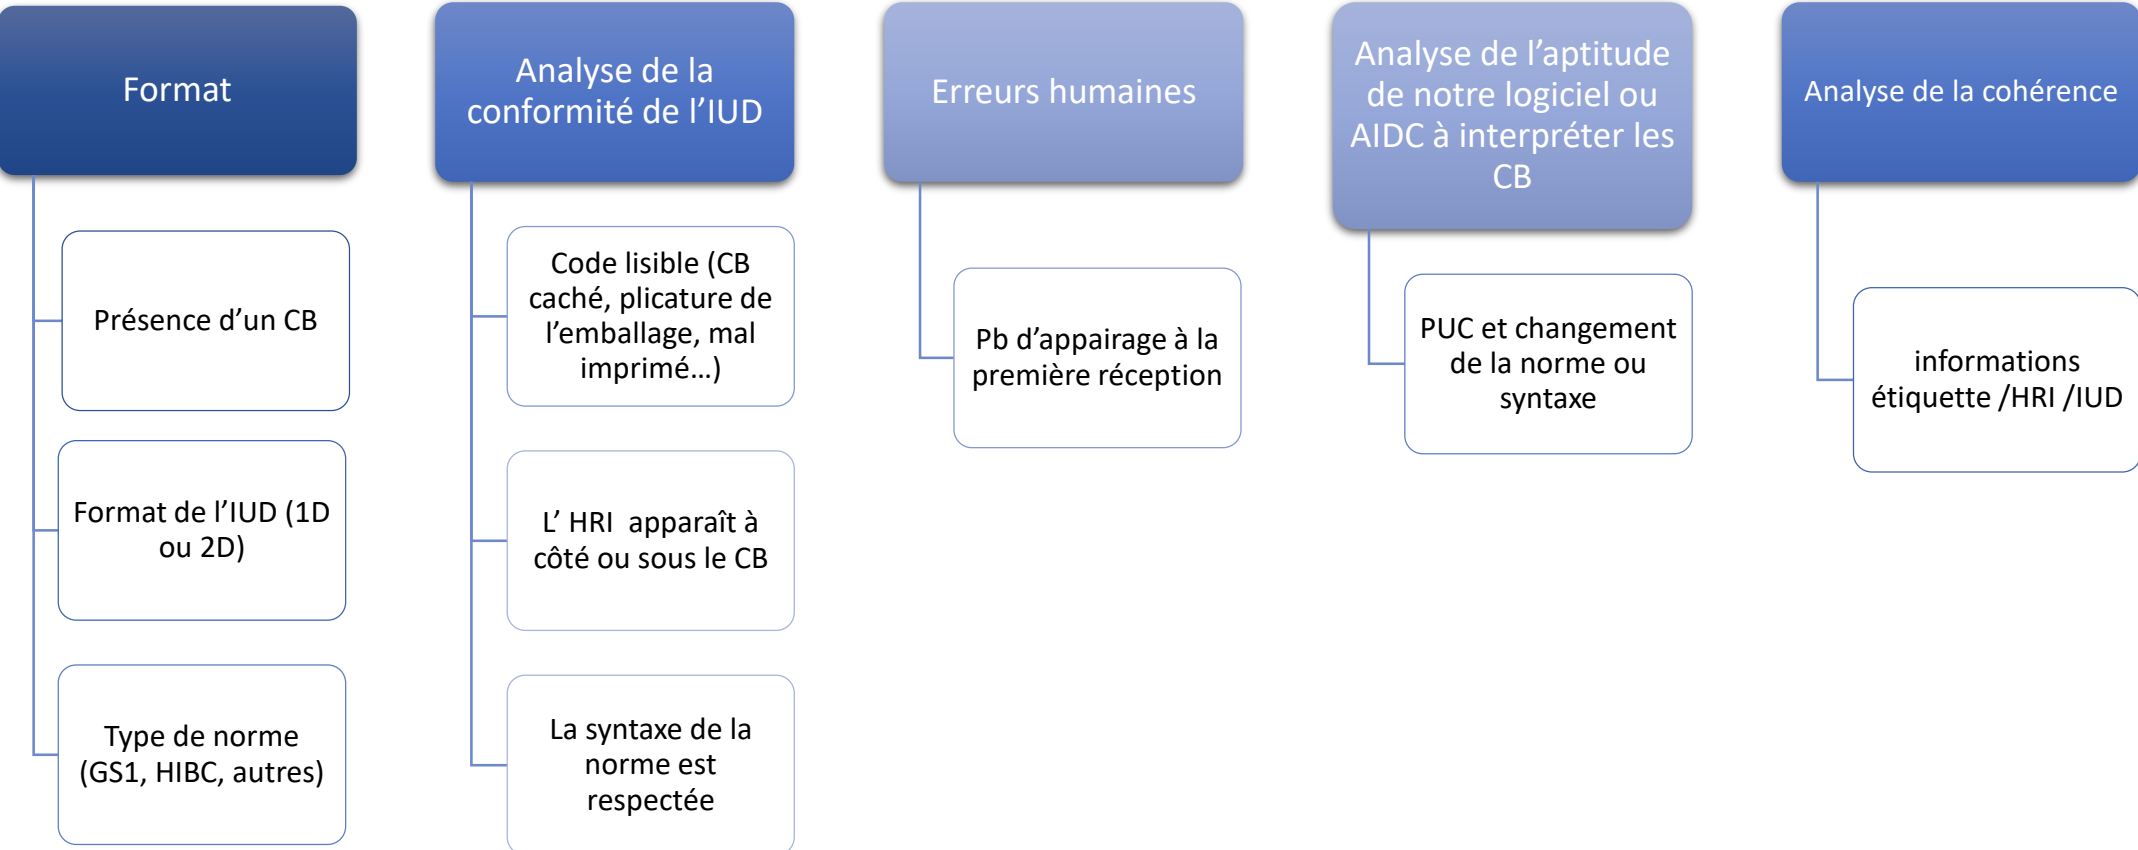 Format
Présence d’un CB
Format de l’IUD (1D
ou 2D)
Type de norme
(GS1, HIBC, autres)
Analyse de la
conformité de l’IUD
Code lisible (CB
caché, plicature de
l’emballage, mal
imprimé…)
L’ HRI  apparaît à
côté ou sous le CB
La syntaxe de la
norme est
respectée
Erreurs humaines
Pb d’appairage à la
première réception
Analyse de l’aptitude
de notre logiciel ou
AIDC à interpréter les
CB
PUC et changement
de la norme ou
syntaxe
Analyse de la cohérence
informations
étiquette /HRI /IUD